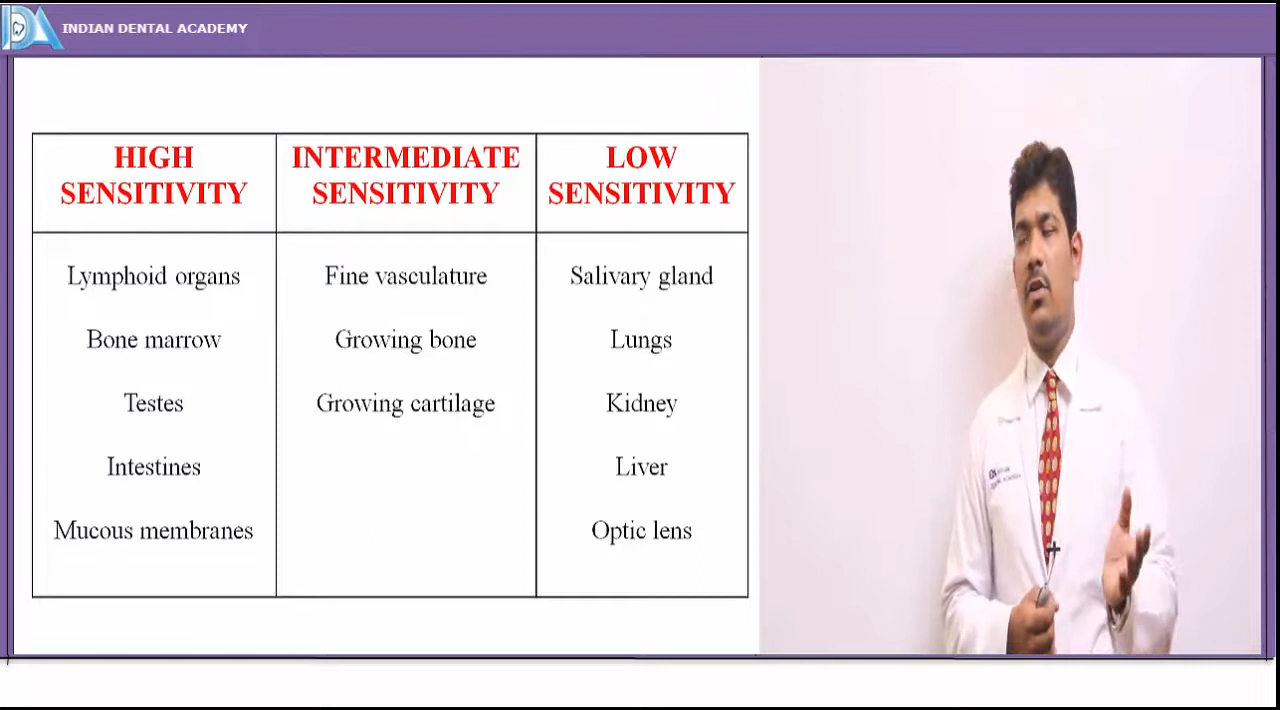 INDIAN DENTAL ACADEMY
HIGH
SENSITIVITY
INTERMEDIATE
SENSITIVITY
LOW
SENSITIVITY
Lymphoid organs
Fine vasculature
Salivary gland
Bone marrow
Growing bone
Lungs
Testes
Growing cartilage
Kidney
Intestines
Liver
Mucous membranes
Optic lens